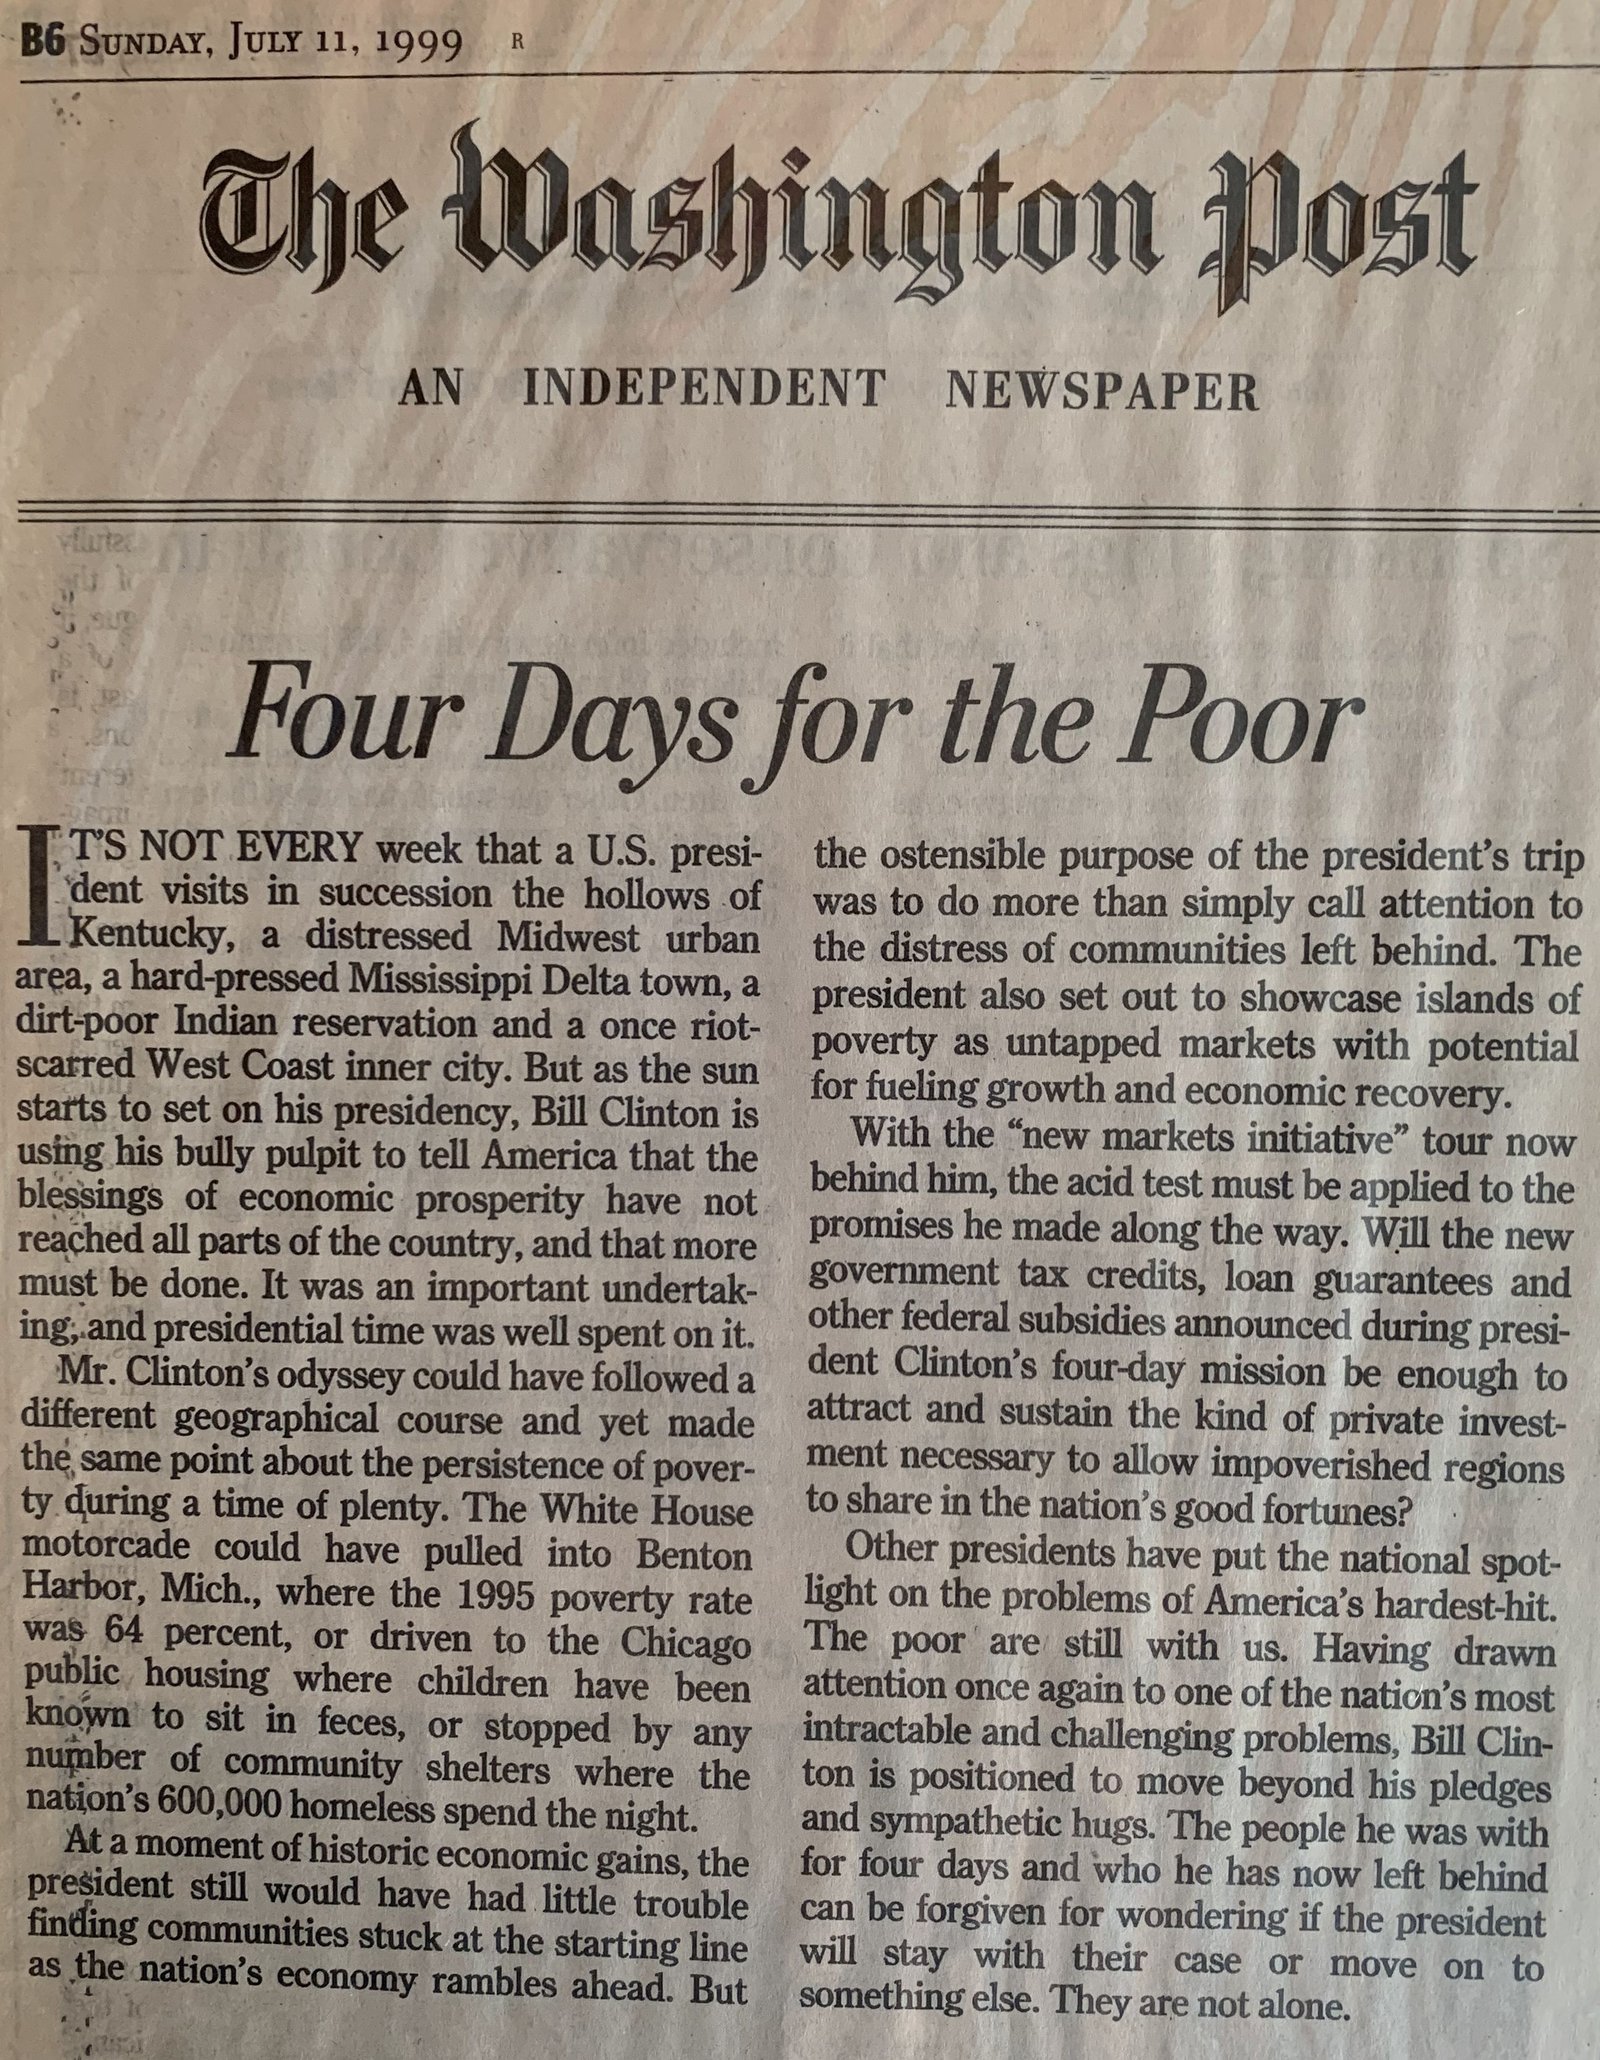 B6 SUNDAY, JULY 11, 1999 R
The Washington Post
AN INDEPENDENT NEWSPAPER
Four Days for the Poor
IT'S NOT EVERY week that a U.S. presi-
dent visits in succession the hollows of
Kentucky, a distressed Midwest urban
area, a hard-pressed Mississippi Delta town, a
dirt-poor Indian reservation and a once riot-
scarred West Coast inner city. But as the sun
starts to set on his presidency, Bill Clinton is
using his bully pulpit to tell America that the
blessings of economic prosperity have not
reached all parts of the country, and that more
must be done. It was an important undertak-
ing, and presidential time was well spent on it.
Mr. Clinton's odyssey could have followed a
different geographical course and yet made
the same point about the persistence of pover-
ty during a time of plenty. The White House
motorcade could have pulled into Benton
Harbor, Mich., where the 1995 poverty rate
was 64 percent, or driven to the Chicago
public housing where children have been
known to sit in feces, or stopped by any
number of community shelters where the
nation's 600,000 homeless spend the night.
At a moment of historic economic gains, the
president still would have had little trouble
finding communities stuck at the starting line
as the nation's economy rambles ahead. But
the ostensible purpose of the president's trip
was to do more than simply call attention to
the distress of communities left behind. The
president also set out to showcase islands of
poverty as untapped markets with potential
for fueling growth and economic recovery.
With the “new markets initiative” tour now
behind him, the acid test must be applied to the
promises he made along the way. Will the new
government tax credits, loan guarantees and
other federal subsidies announced during presi-
dent Clinton's four-day mission be enough to
attract and sustain the kind of private invest-
ment necessary to allow impoverished regions
to share in the nation's good fortunes?
Other presidents have put the national spot-
light on the problems of America's hardest-hit.
The poor are still with us. Having drawn
attention once again to one of the nation's most
intractable and challenging problems, Bill Clin-
ton is positioned to move beyond his pledges
and sympathetic hugs. The people he was with
for four days and who he has now left behind
can be forgiven for wondering if the president
will stay with their case or move on to
something else. They are not alone.